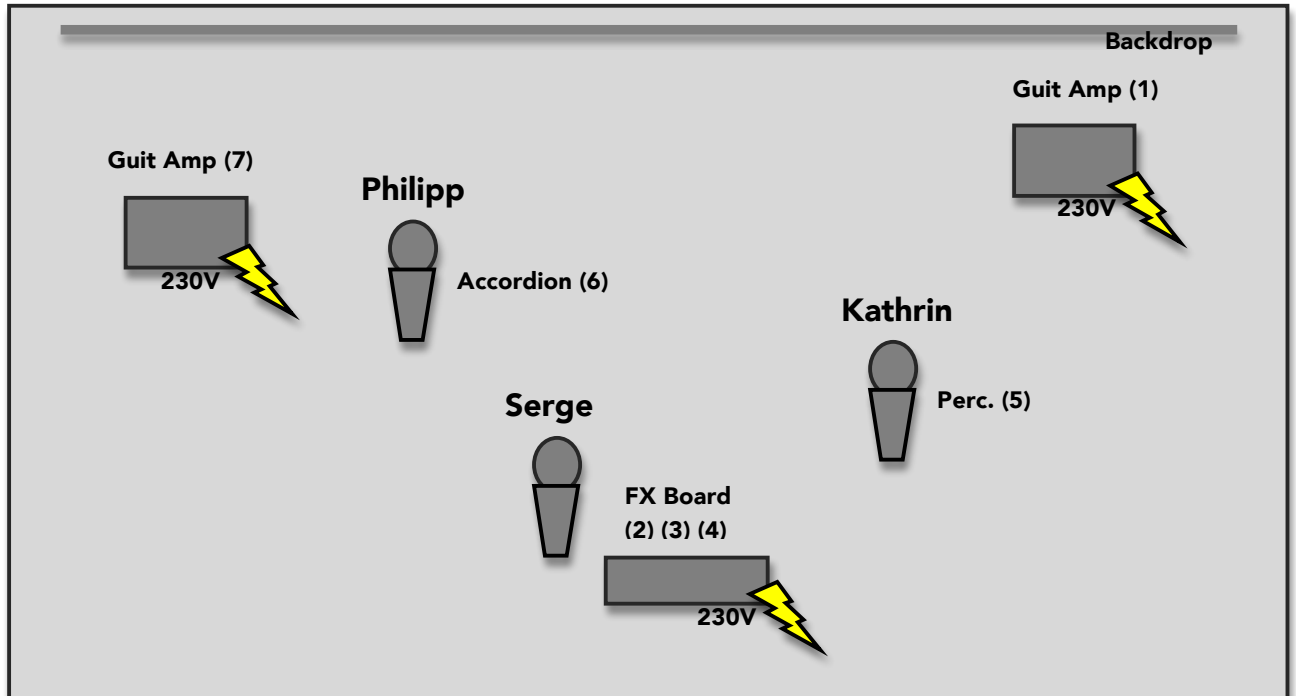 Backdrop
Guit Amp (1)
230V
Guit Amp (7)
230V
Philipp
Accordion (6)
Kathrin
Perc. (5)
Serge
FX Board
(2) (3) (4)
230V